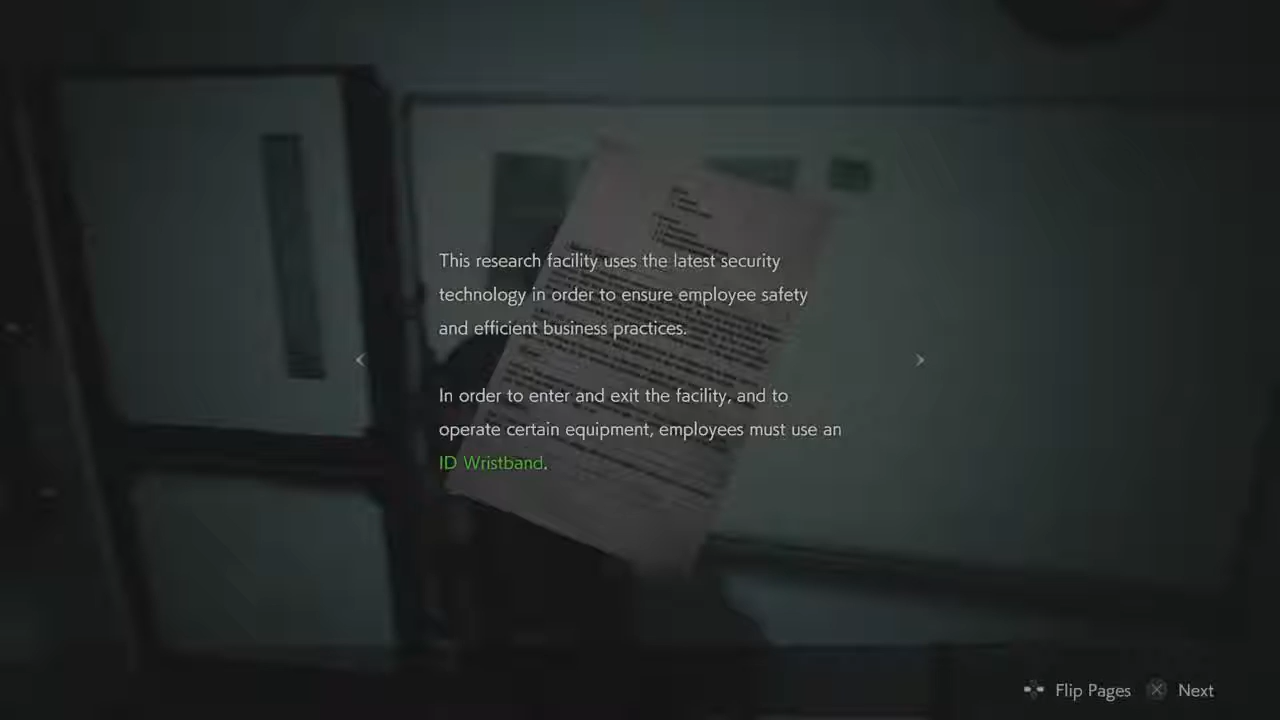 This research facility uses the latest security
technology in order to ensure employee safety
and efficient business practices.
In order to enter and exit the facility, and to
operate certain equipment, employees must use an
ID Wristband.
Flip Pages
Next